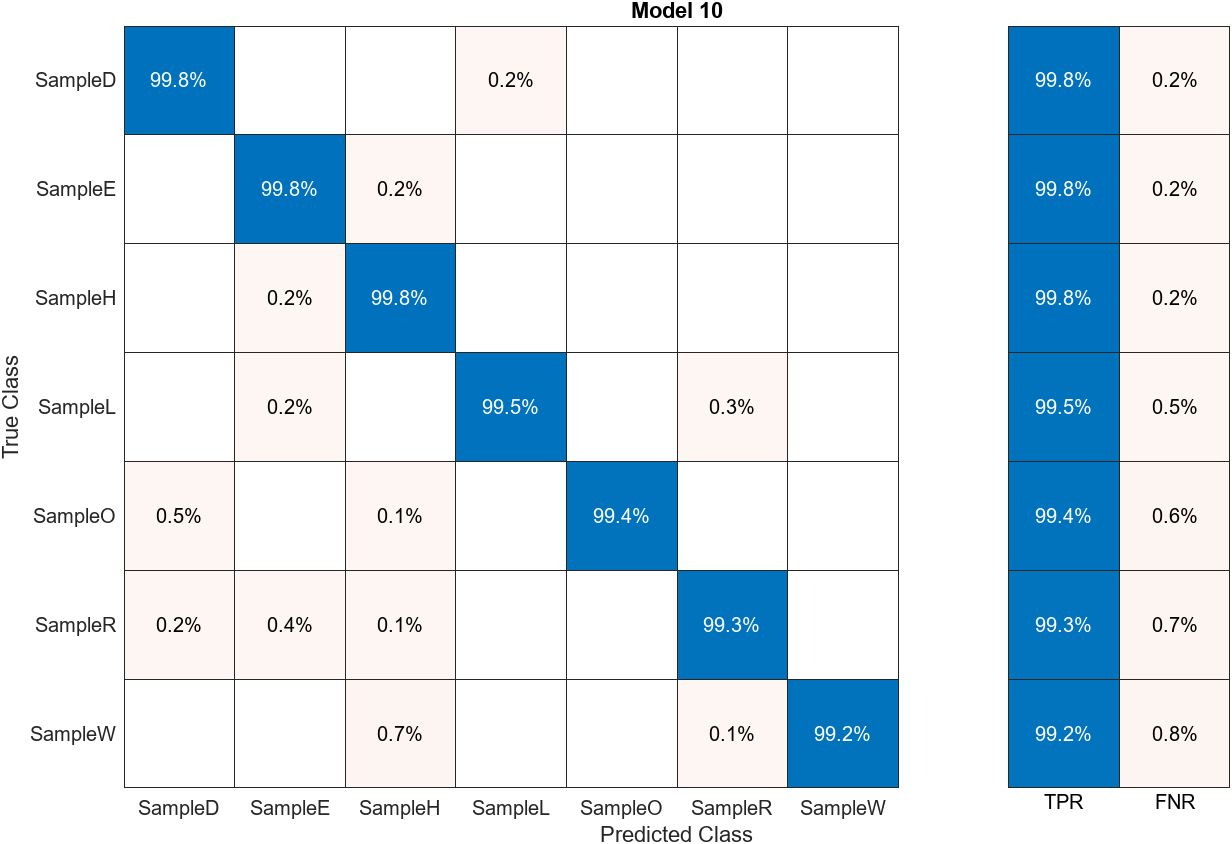 Model 10
SampleD 99.8% 0.2% 99.8% 0.2%
SampleE 99.8% 0.2% 99.8% 0.2%
SampleH 0.2% 99.8% 99.8% 0.2%
SampleL 0.2% 99.5% 0.3% 99.5% 0.5%
True Class
SampleO 0.5% 0.1% 99.4% 99.4% 0.6%
SampleR 0.2% 0.4% 0.1% 99.3% 99.3% 0.7%
SampleW 0.7% 0.1% 99.2% 99.2% 0.8%
SampleD SampleE SampleH SampleL SampleO SampleR SampleW TPR FNR
Predicted Class